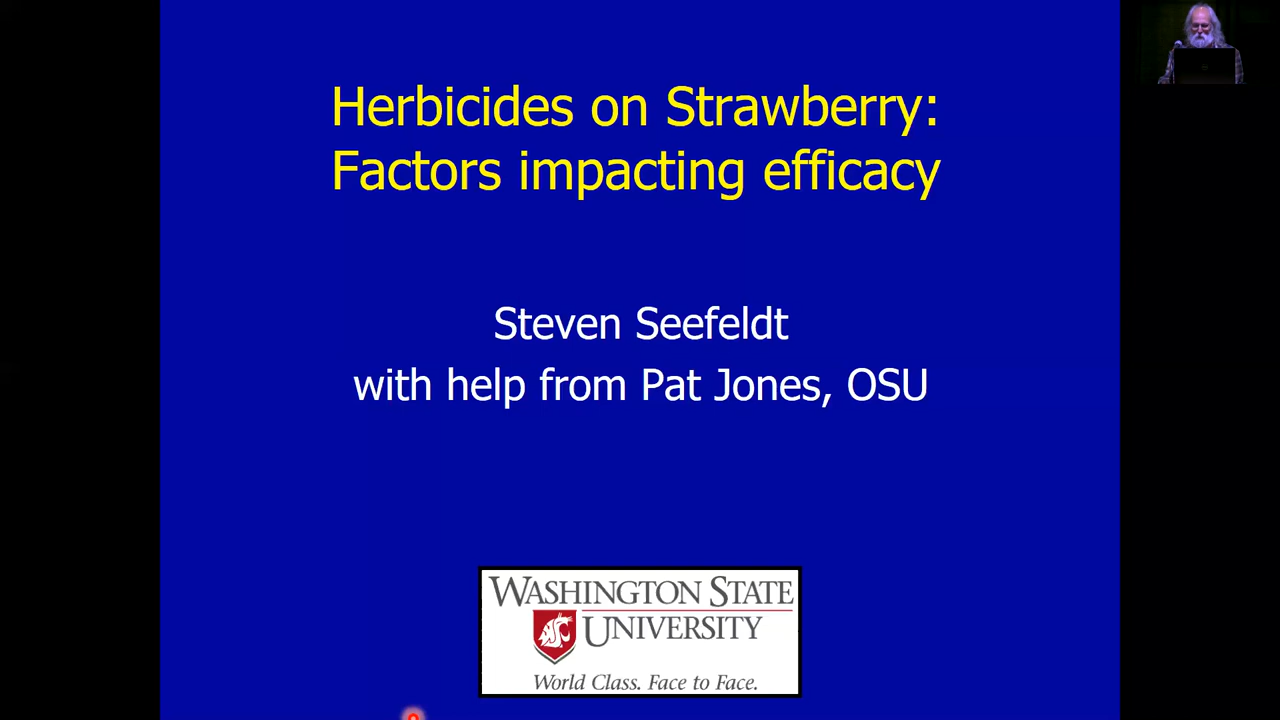 Herbicides on Strawberry:
Factors impacting efficacy
Steven Seefeldt
with help from Pat Jones, OSU
WASHINGTON STATE
UNIVERSITY
World Class. Face to Face.